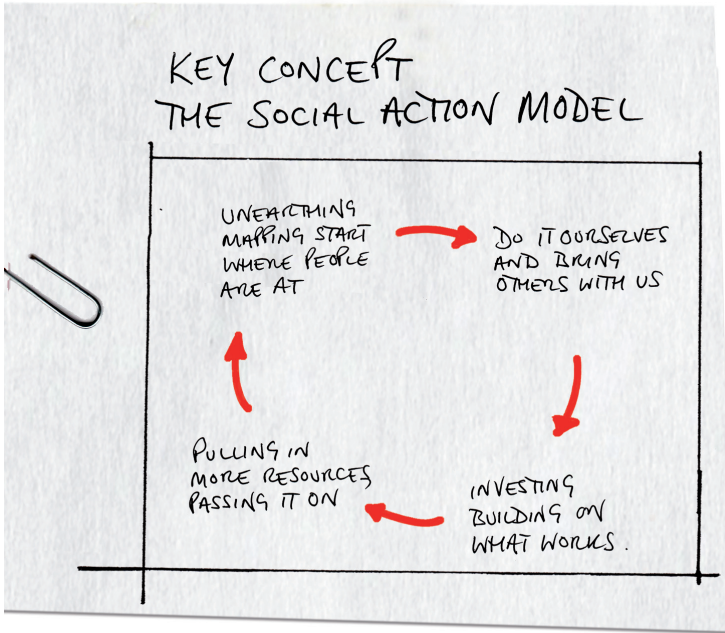 KEY CONCEPT
THE SOCIAL ACTION MODEL
UNEARTHING
MAPPING START
WHERE PEOPLE
ARE AT
DO IT OURSELVES
AND BRING
OTHERS WITH US
INVESTING
BUILDING ON
WHAT WORKS.
PULLING IN
MORE RESOURCES,
PASSING IT ON